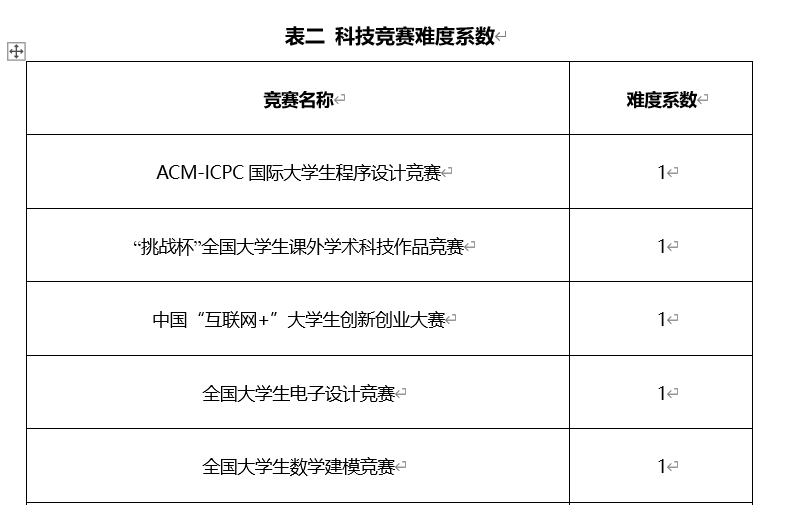 表二 科技竞赛难度系数
竞赛名称 难度系数
ACM-ICPC 国际大学生程序设计竞赛 1
“挑战杯”全国大学生课外学术科技作品竞赛 1
中国“互联网+”大学生创新创业大赛 1
全国大学生电子设计竞赛 1
全国大学生数学建模竞赛 1